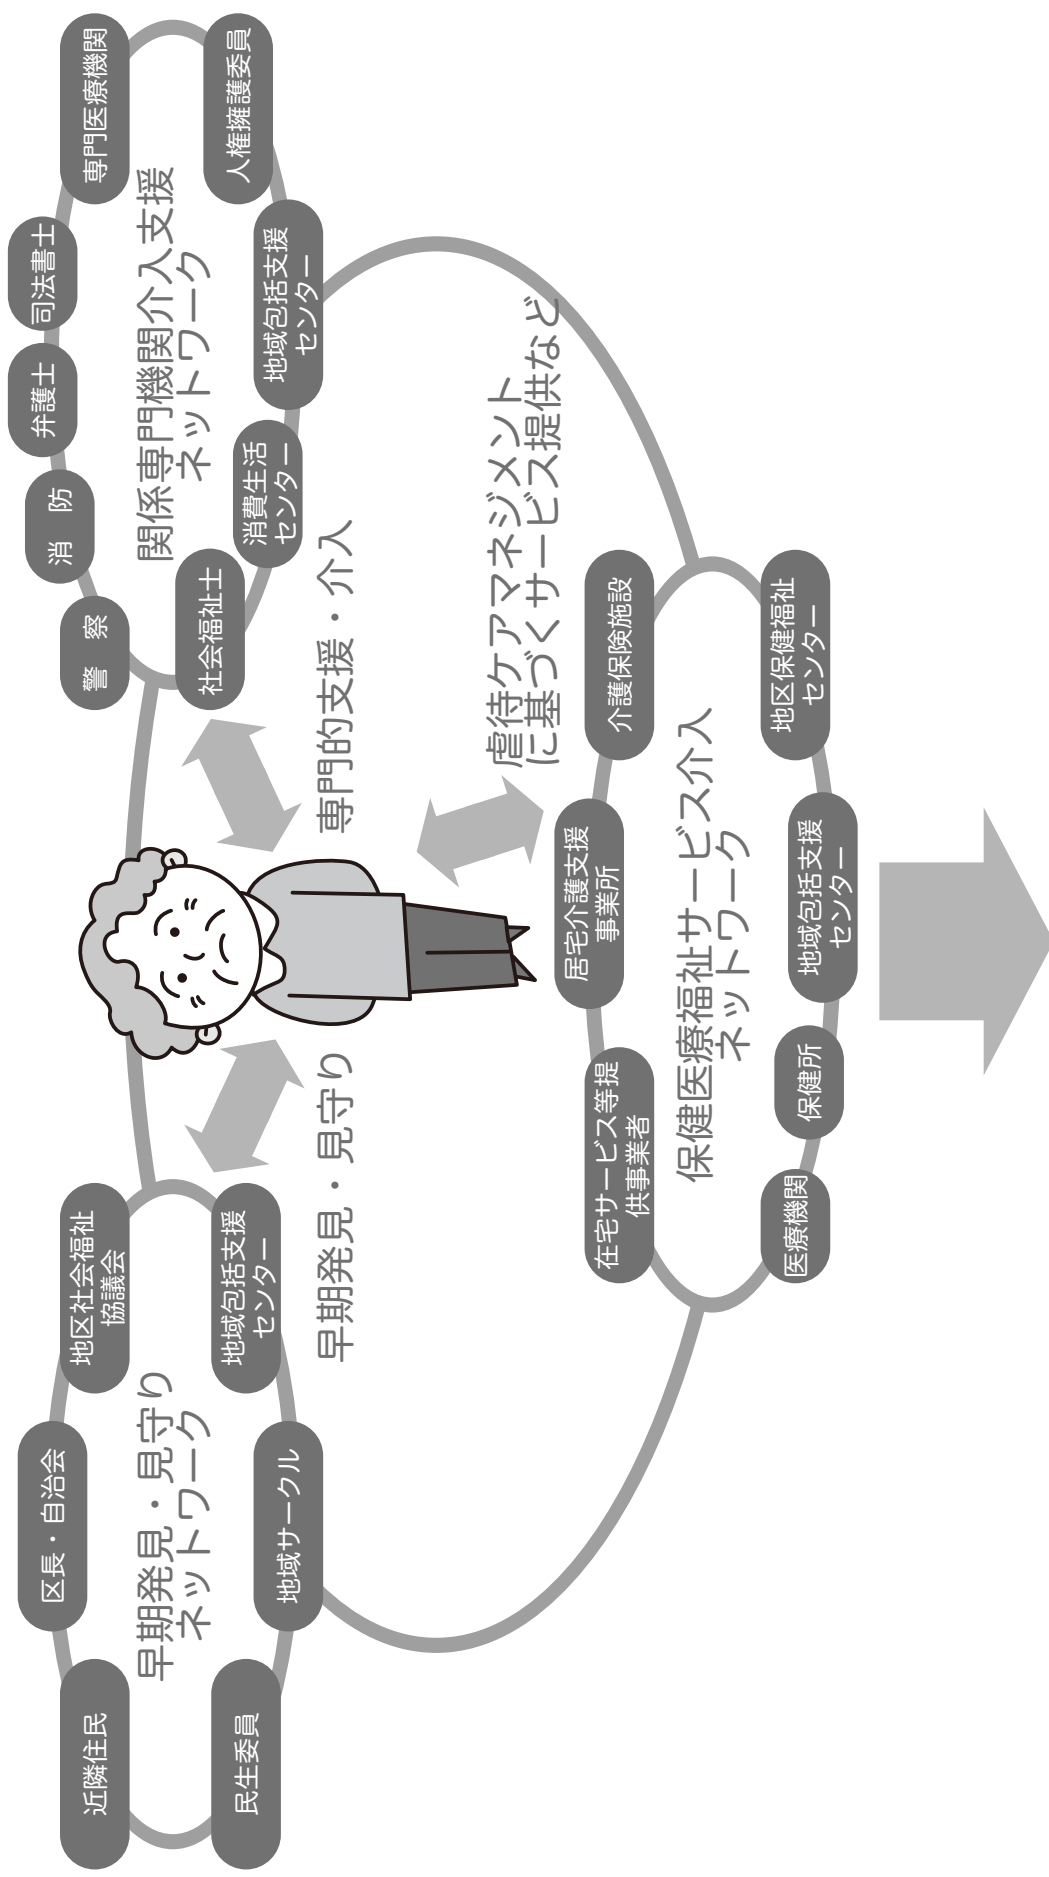 近隣住民
区長・自治会
地区社会福祉
協議会
早期発見・見守り
ネットワーク
民生委員
地域サークル
地域包括支援
センター
早期発見・見守り
警　察
消　防
弁護士
司法書士
専門医療機関
関係専門機関介入支援
ネットワーク
社会福祉士
消費生活
センター
地域包括支援
センター
人権擁護委員
専門的支援・介入
虐待ケアマネジメント
に基づくサービス提供など
在宅サービス等提
供事業者
居宅介護支援
事業所
介護保険施設
保健医療福祉サービス介入
ネットワーク
医療機関
保健所
地域包括支援
センター
地区保健福祉
センター